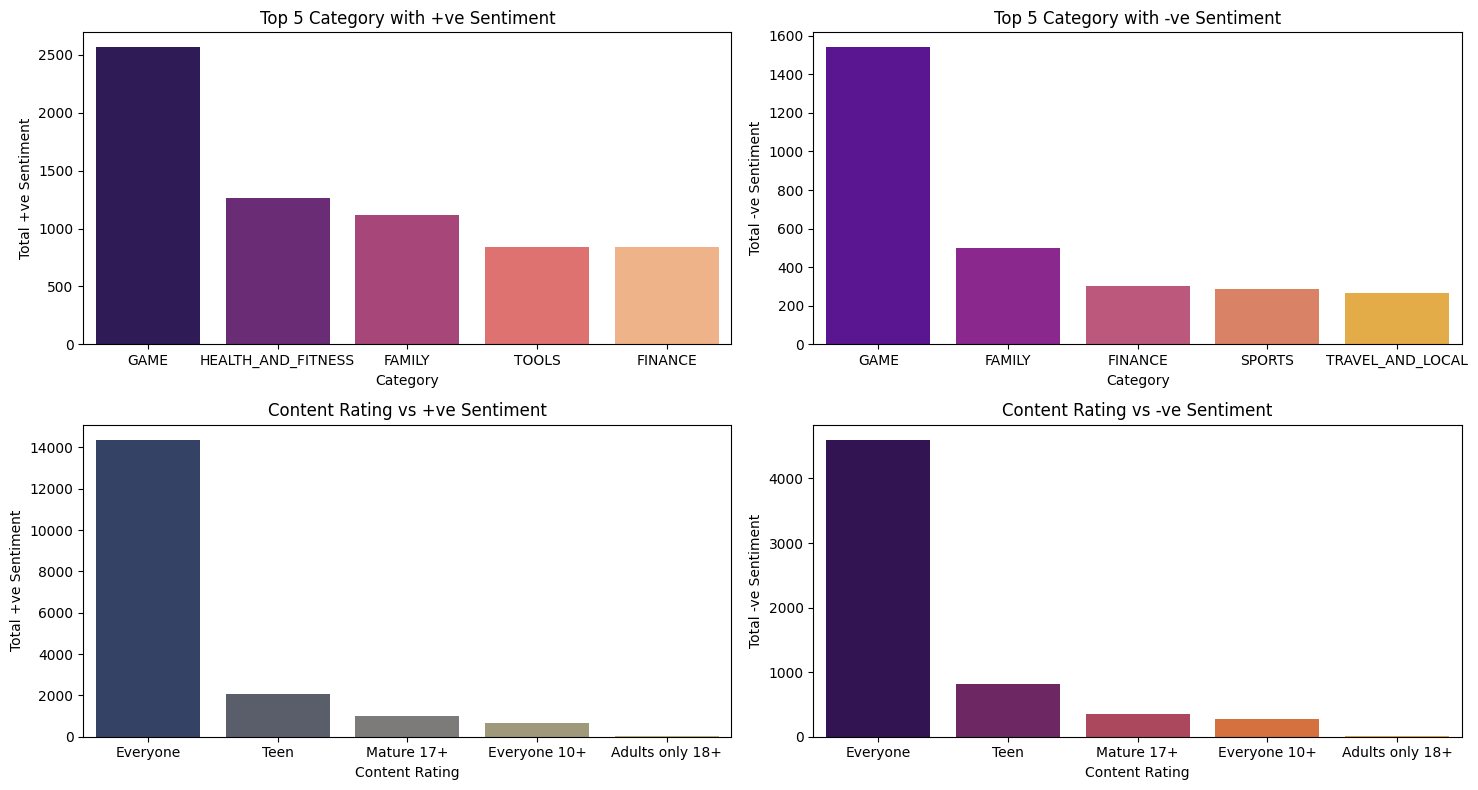 Top 5 Category with +ve Sentiment
Total +ve Sentiment
2500
2000
1500
1000
500
0
GAME HEALTH_AND_FITNESS FAMILY TOOLS FINANCE
Category
Top 5 Category with -ve Sentiment
Total -ve Sentiment
1600
1400
1200
1000
800
600
400
200
0
GAME FAMILY FINANCE SPORTS TRAVEL_AND_LOCAL
Category
Content Rating vs +ve Sentiment
Total +ve Sentiment
14000
12000
10000
8000
6000
4000
2000
0
Everyone Teen Mature 17+ Everyone 10+ Adults only 18+
Content Rating
Content Rating vs -ve Sentiment
Total -ve Sentiment
4000
3000
2000
1000
0
Everyone Teen Mature 17+ Everyone 10+ Adults only 18+
Content Rating